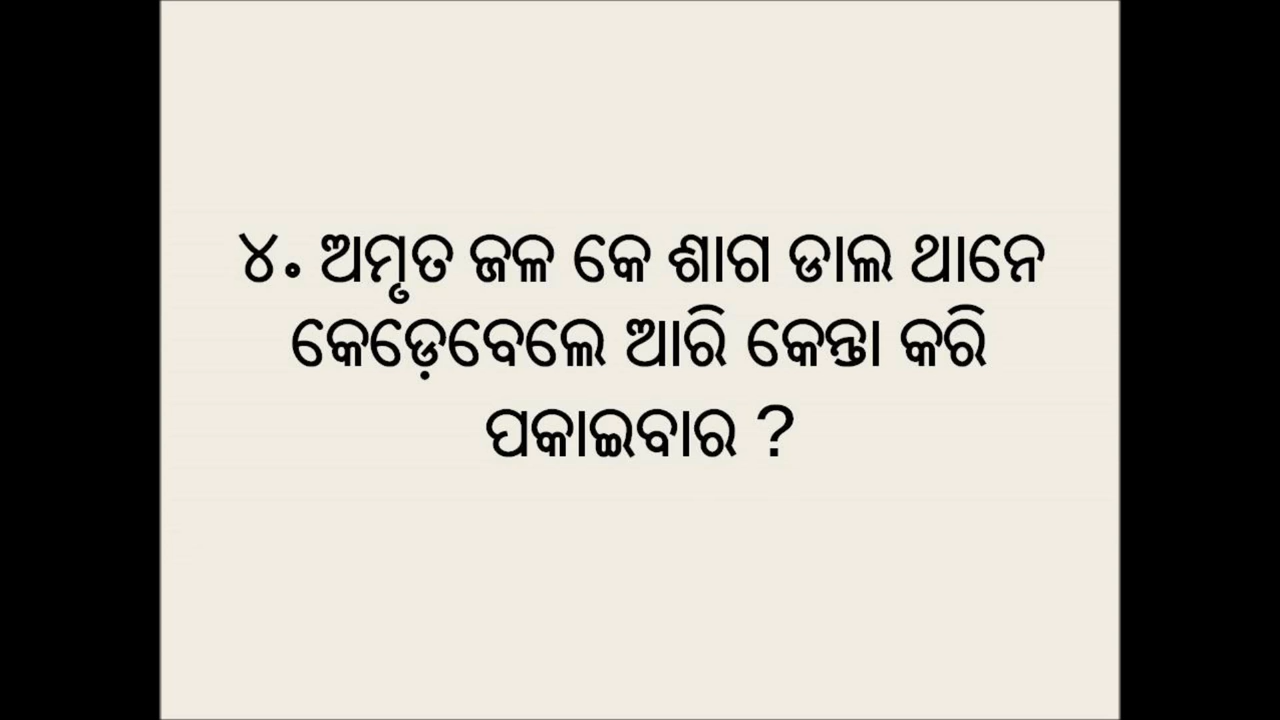 ୪. ଅମୃତ ଜଳ କେ ଶାଗ ଡାଲ ଥାନେ
କେଡ଼େବେଲେ ଆରି କେନ୍ତା କରି
ପକାଇବାର ?